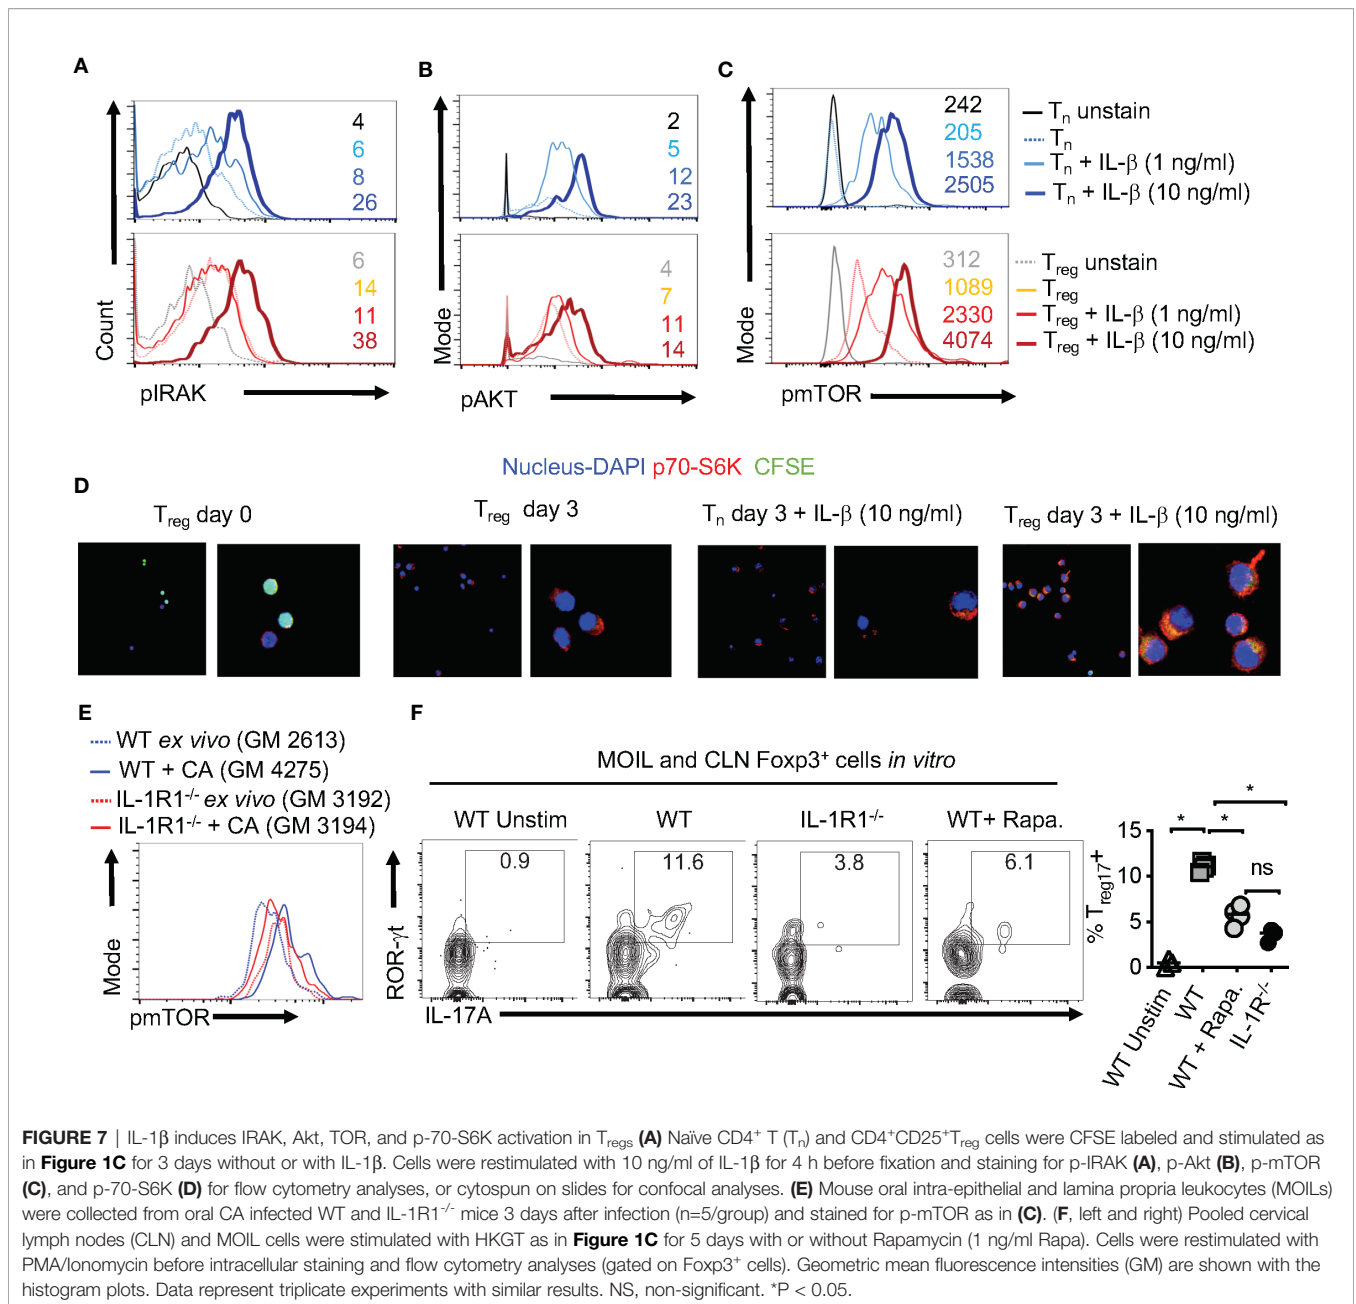 A
B
C
4
6
8
26
2
5
12
23
242
205
1538
2505
Tn unstain
Tn
Tn + IL-β (1 ng/ml)
Tn + IL-β (10 ng/ml)
6
14
11
38
4
7
11
14
312
1089
2330
4074
Treg unstain
Treg
Treg + IL-β (1 ng/ml)
Treg + IL-β (10 ng/ml)
Count
Mode
Mode
pIRAK
pAKT
pmTOR
Nucleus-DAPI p70-S6K CFSE
D
Treg day 0
Treg day 3
Tn day 3 + IL-β (10 ng/ml)
Treg day 3 + IL-β (10 ng/ml)
E
WT ex vivo (GM 2613)
WT + CA (GM 4275)
IL-1R1-/- ex vivo (GM 3192)
IL-1R1-/- + CA (GM 3194)
Mode
pmTOR
F
MOIL and CLN Foxp3+ cells in vitro
WT Unstim
WT
IL-1R1-/-
WT+ Rapa.
0.9
11.6
3.8
6.1
ROR-γt
IL-17A
% Treg17+
15
10
5
0
*
*
*
ns
WT Unstim
WT
WT + Rapa.
IL-1R-/-
FIGURE 7 | IL-1β induces IRAK, Akt, TOR, and p-70-S6K activation in Tregs (A) Naïve CD4+ T (Tn) and CD4+CD25+Treg cells were CFSE labeled and stimulated as
in Figure 1C for 3 days without or with IL-1β. Cells were restimulated with 10 ng/ml of IL-1β for 4 h before fixation and staining for p-IRAK (A), p-Akt (B), p-mTOR
(C), and p-70-S6K (D) for flow cytometry analyses, or cytospun on slides for confocal analyses. (E) Mouse oral intra-epithelial and lamina propria leukocytes (MOILs)
were collected from oral CA infected WT and IL-1R1-/- mice 3 days after infection (n=5/group) and stained for p-mTOR as in (C). (F, left and right) Pooled cervical
lymph nodes (CLN) and MOIL cells were stimulated with HKGT as in Figure 1C for 5 days with or without Rapamycin (1 ng/ml Rapa). Cells were restimulated with
PMA/Ionomycin before intracellular staining and flow cytometry analyses (gated on Foxp3+ cells). Geometric mean fluorescence intensities (GM) are shown with the
histogram plots. Data represent triplicate experiments with similar results. NS, non-significant. *P < 0.05.